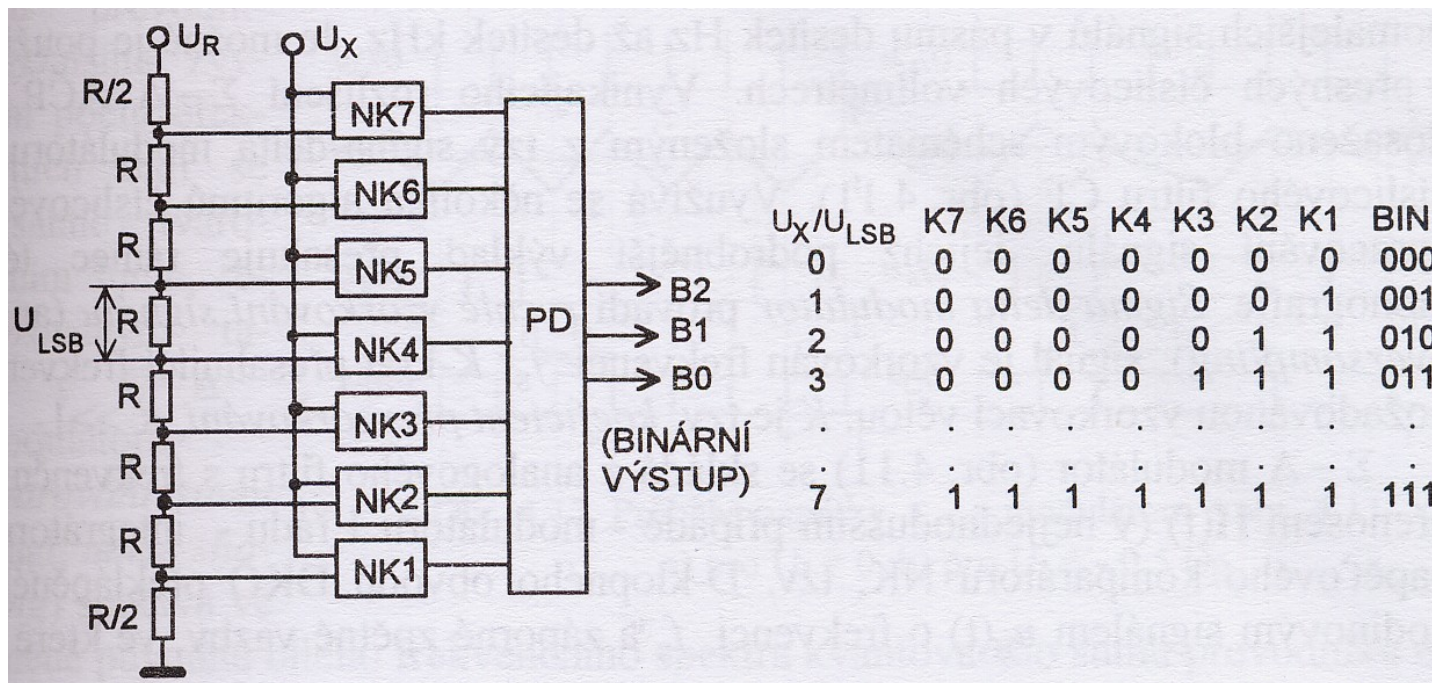 U_R
U_X
R/2
R
R
R
R
R
R
R/2
U_LSB
NK7
NK6
NK5
NK4
NK3
NK2
NK1
PD
B2
B1
B0
(BINÁRNÍ
VÝSTUP)
U_X/U_LSB K7 K6 K5 K4 K3 K2 K1 BIN
0 0 0 0 0 0 0 0 000
1 0 0 0 0 0 0 1 001
2 0 0 0 0 0 1 1 010
3 0 0 0 0 1 1 1 011
. . . . . . . . .
. . . . . . . . .
7 1 1 1 1 1 1 1 111